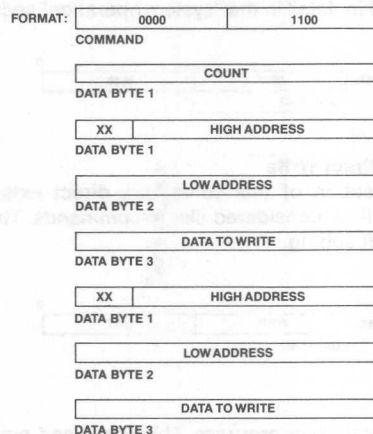 FORMAT: 0000 1100
COMMAND
COUNT
DATA BYTE 1
XX HIGH ADDRESS
DATA BYTE 1
LOW ADDRESS
DATA BYTE 2
DATA TO WRITE
DATA BYTE 3
XX HIGH ADDRESS
DATA BYTE 1
LOW ADDRESS
DATA BYTE 2
DATA TO WRITE
DATA BYTE 3